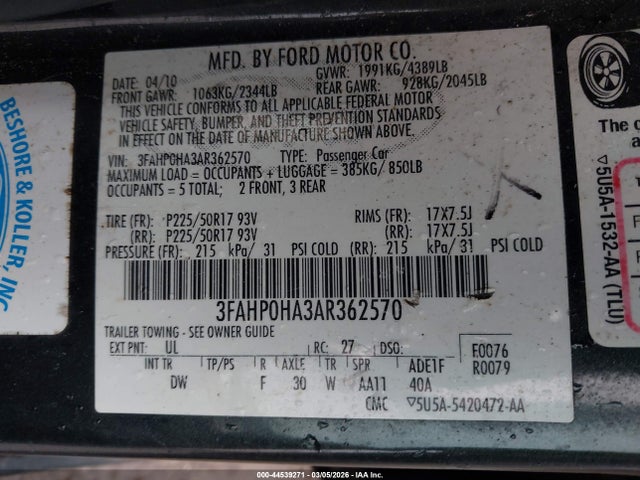 BESHORE & KOLLER, INC
MFD. BY FORD MOTOR CO.
DATE: 04/10 GVWR: 1991KG/4389LB
FRONT GAWR: 1063KG/2344LB REAR GAWR: 928KG/2045LB
THIS VEHICLE CONFORMS TO ALL APPLICABLE FEDERAL MOTOR
VEHICLE SAFETY, BUMPER, AND THEFT PREVENTION STANDARDS
IN EFFECT ON THE DATE OF MANUFACTURE SHOWN ABOVE.
VIN: 3FAHP0HA3AR362570 TYPE: Passenger Car
MAXIMUM LOAD = OCCUPANTS + LUGGAGE = 385KG/ 850LB
OCCUPANTS = 5 TOTAL; 2 FRONT, 3 REAR
TIRE (FR): P225/50R17 93V RIMS (FR): 17X7.5J
(RR): P225/50R17 93V (RR): 17X7.5J
PRESSURE (FR): 215 kPa/ 31 PSI COLD (RR): 215 kPa/ 31 PSI COLD
3FAHP0HA3AR362570
TRAILER TOWING - SEE OWNER GUIDE
EXT PNT: UL RC: 27 DSO: F0076
R0079
INT TR TP/PS R AXLE TR SPR ADE1F
DW F 30 W AA11 40A
CMC ▽5U5A-5420472-AA
The c
▽5U5A-1532-AA (TLU)
000-44539271- 03/05/2026 - IAA Inc.